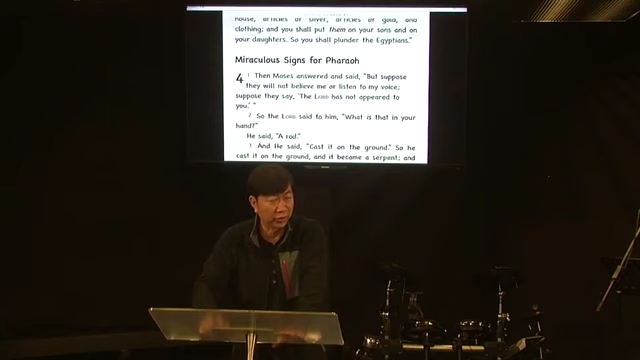 house, articles of silver, articles of gold, and
clothing; and you shall put them on your sons and on
your daughters. So you shall plunder the Egyptians."
Miraculous Signs for Pharaoh
4 1 Then Moses answered and said, "But suppose
they will not believe me or listen to my voice;
suppose they say, 'The LORD has not appeared to
you.' "
2 So the LORD said to him, "What is that in your
hand?"
He said, "A rod."
3 And He said, "Cast it on the ground." So he
cast it on the ground, and it became a serpent; and